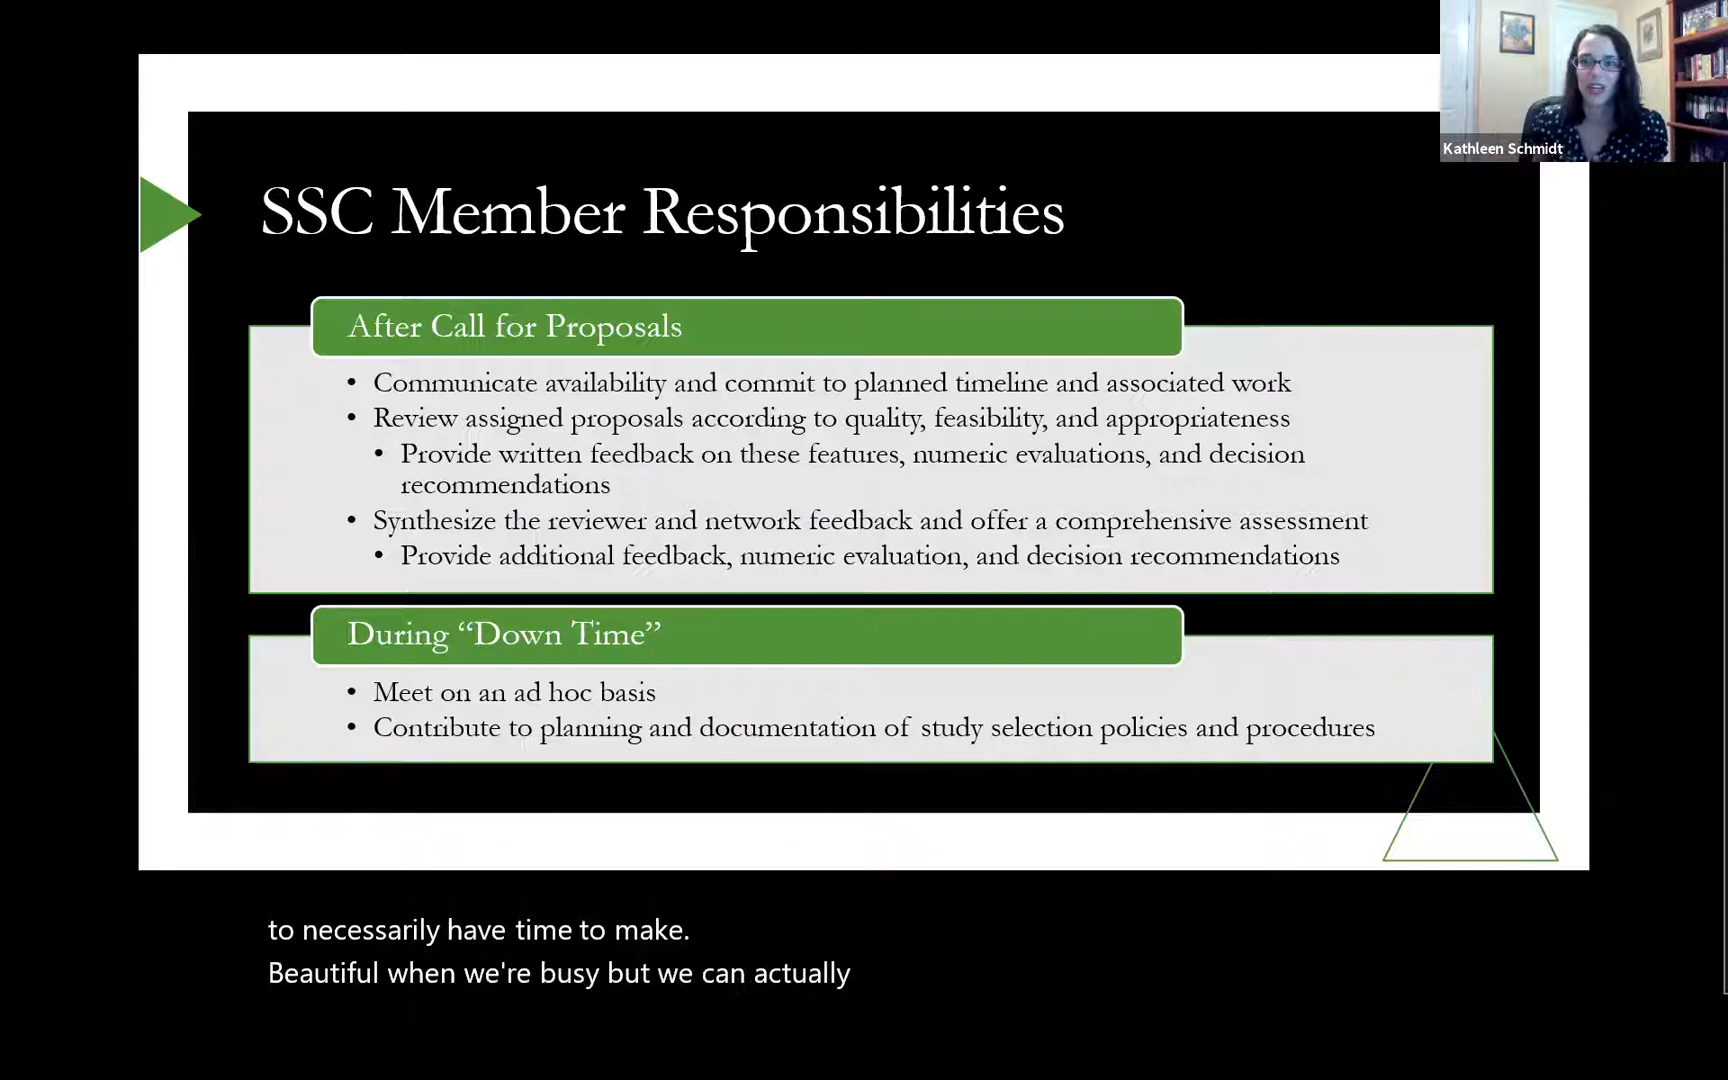 Kathleen Schmidt
SSC Member Responsibilities
After Call for Proposals
• Communicate availability and commit to planned timeline and associated work
• Review assigned proposals according to quality, feasibility, and appropriateness
• Provide written feedback on these features, numeric evaluations, and decision
recommendations
• Synthesize the reviewer and network feedback and offer a comprehensive assessment
• Provide additional feedback, numeric evaluation, and decision recommendations
During “Down Time”
• Meet on an ad hoc basis
• Contribute to planning and documentation of study selection policies and procedures
to necessarily have time to make.
Beautiful when we're busy but we can actually